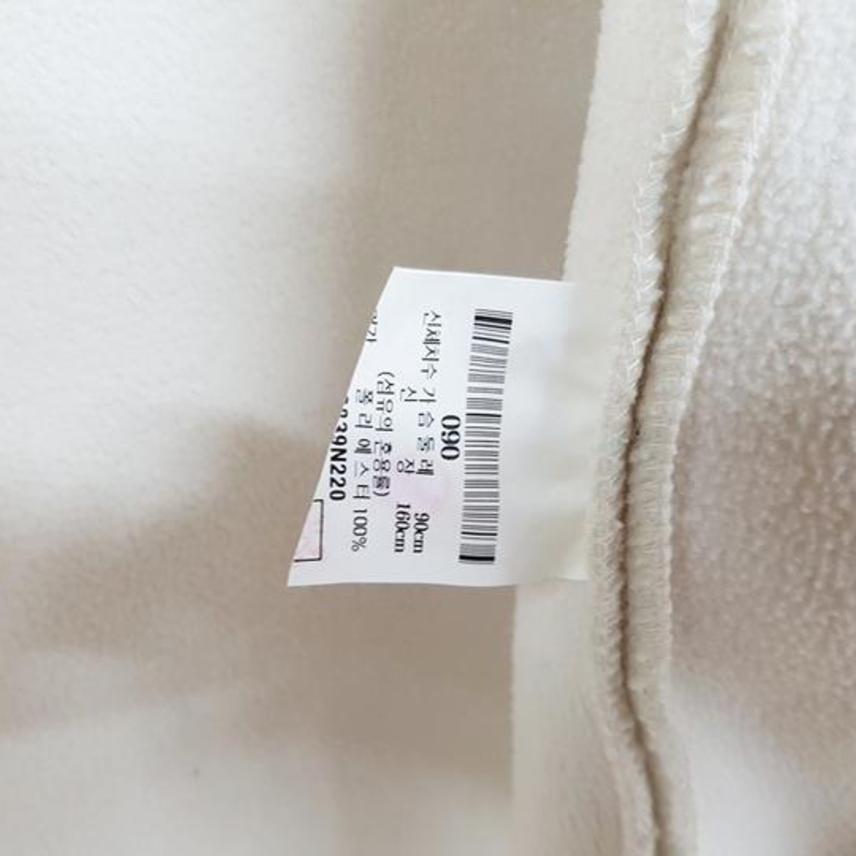 090
신체치수 가슴둘레 90cm
신장 160cm
(섬유의 혼용률)
폴리에스터 100%
39N220